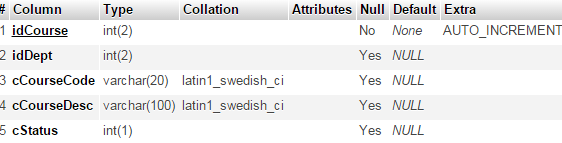 # Column Type Collation Attributes Null Default Extra
1 idCourse int(2) No None AUTO_INCREMENT
2 idDept int(2) Yes NULL
3 cCourseCode varchar(20) latin1_swedish_ci Yes NULL
4 cCourseDesc varchar(100) latin1_swedish_ci Yes NULL
5 cStatus int(1) Yes NULL